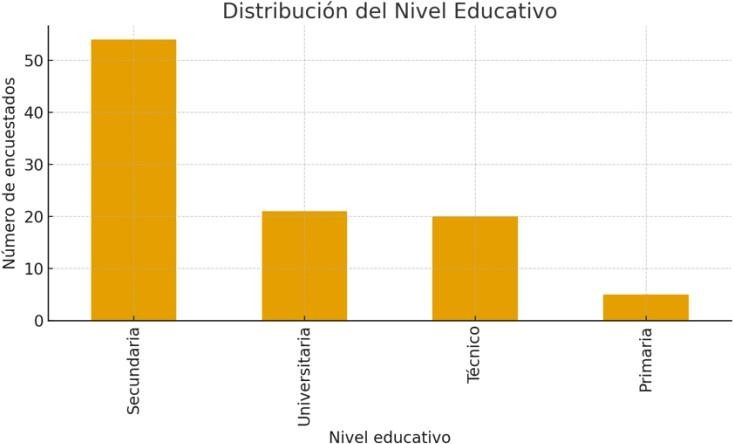 Distribución del Nivel Educativo
Número de encuestados
50
40
30
20
10
0
Secundaria
Universitaria
Técnico
Primaria
Nivel educativo